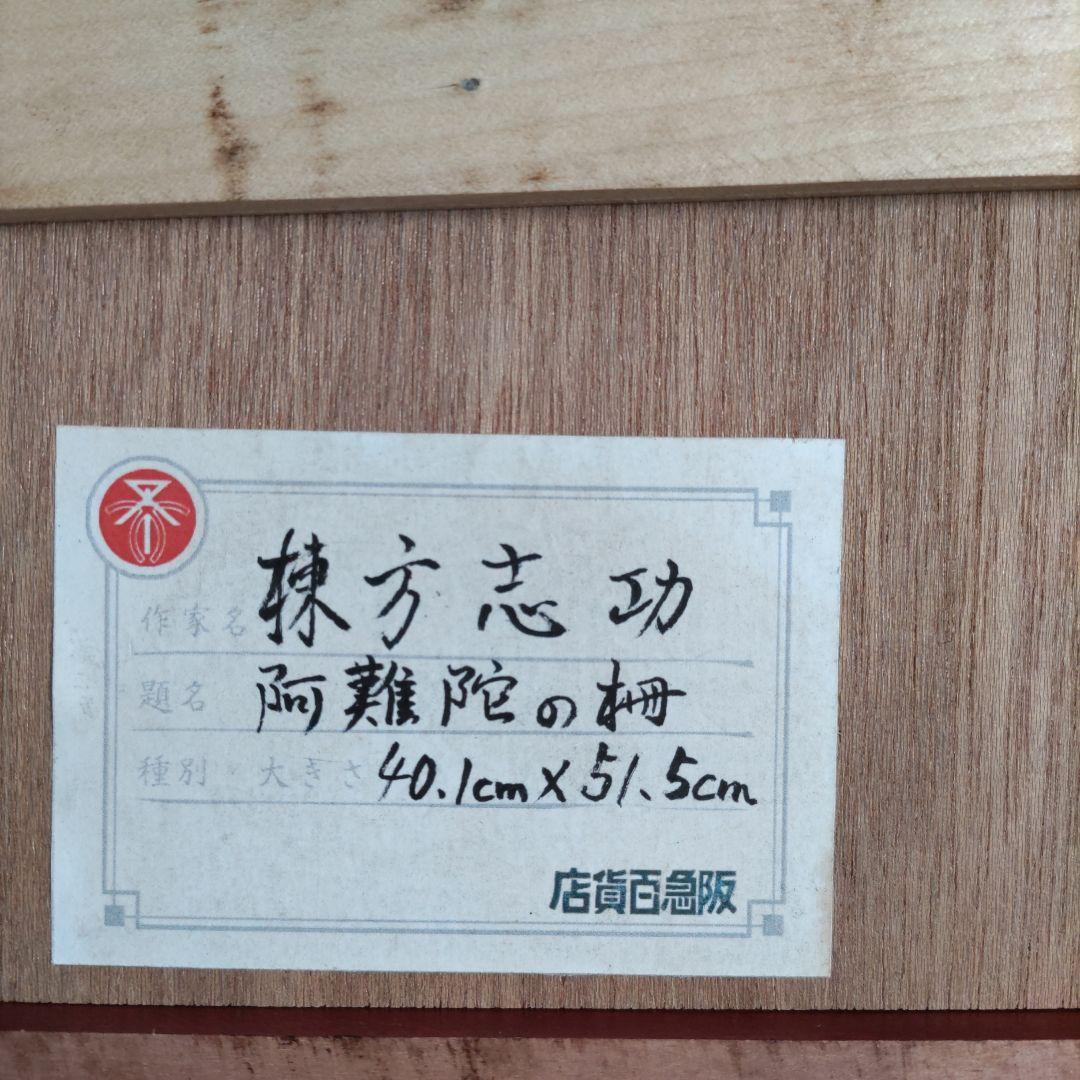 作家名 棟方志功
題名 阿難陀の柵
種別・大きさ 40.1cm×51.5cm
店貨百急阪